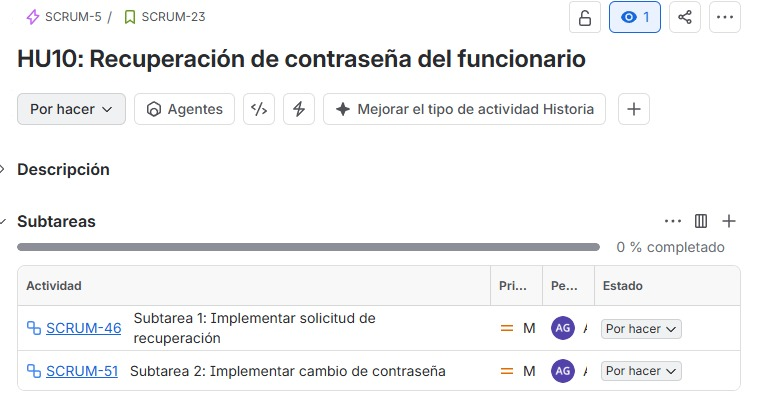 SCRUM-5 / SCRUM-23
1
HU10: Recuperación de contraseña del funcionario
Por hacer
Agentes
</>
Mejorar el tipo de actividad Historia
Descripción
Subtareas
0 % completado
Actividad Pri... Pe... Estado
SCRUM-46 Subtarea 1: Implementar solicitud de
recuperación M AG Por hacer
SCRUM-51 Subtarea 2: Implementar cambio de contraseña M AG Por hacer